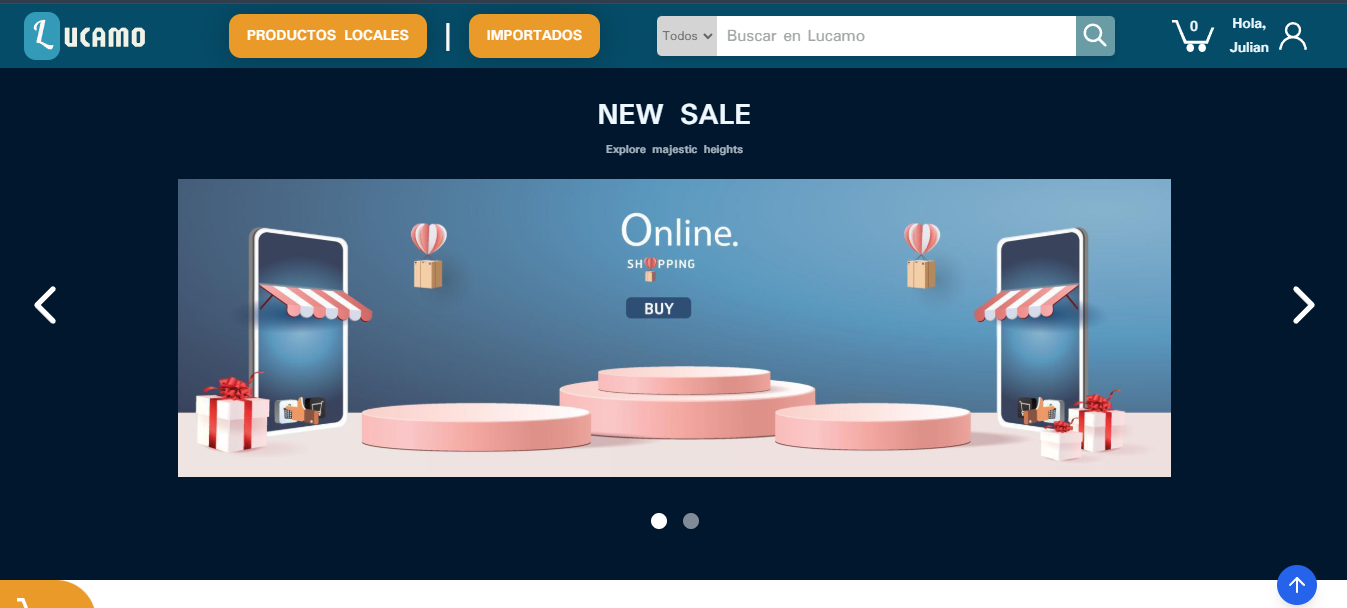 Lucamo
PRODUCTOS LOCALES | IMPORTADOS
Todos Buscar en Lucamo
0
Hola,
Julian
NEW SALE
Explore majestic heights
Online.
SHOPPING
BUY